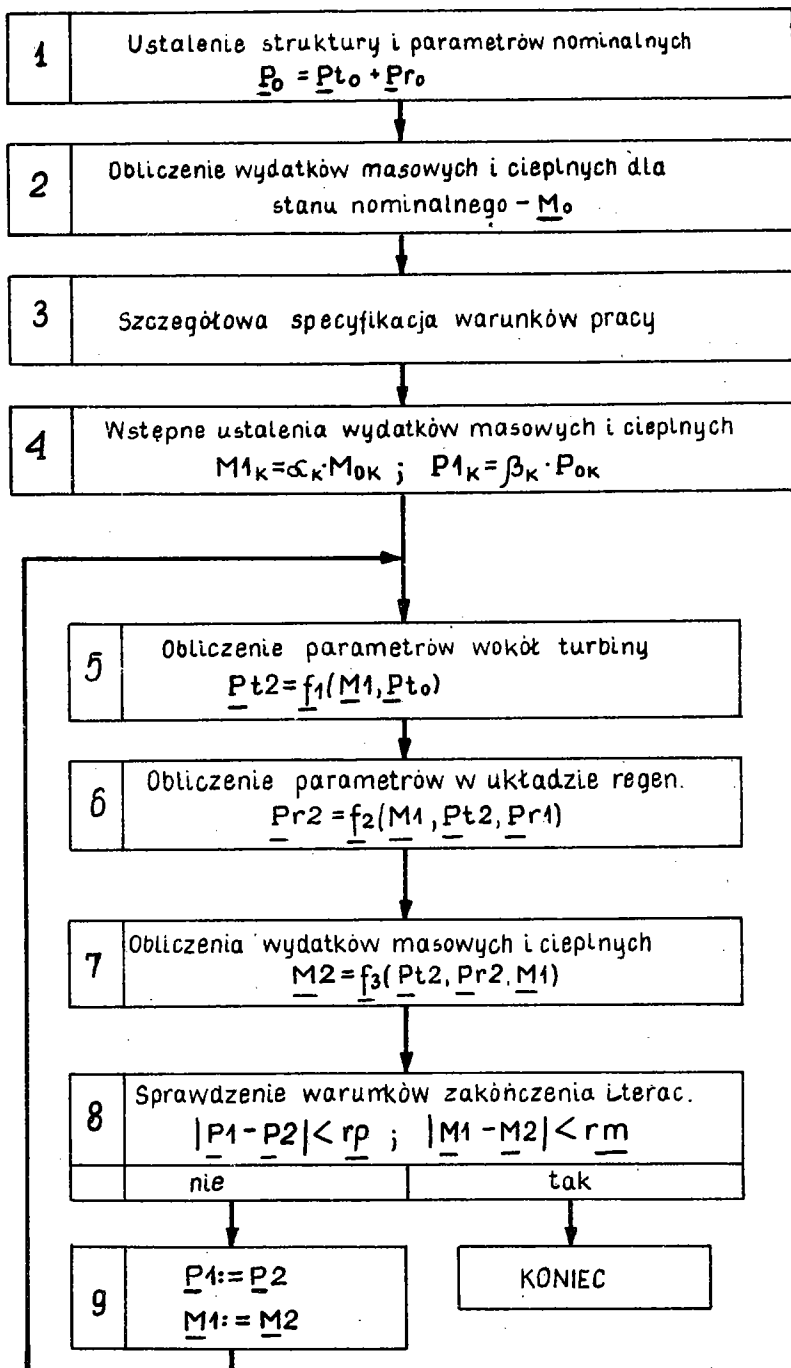 1
Ustalenie struktury i parametrów nominalnych
P₀ = Pt₀ + Pr₀
2
Obliczenie wydatków masowych i cieplnych dla
stanu nominalnego - M₀
3
Szczegółowa specyfikacja warunków pracy
4
Wstępne ustalenia wydatków masowych i cieplnych
M1ₖ=αₖ·M₀ₖ ; P1ₖ=βₖ·P₀ₖ
5
Obliczenie parametrów wokół turbiny
Pt2=f₁(M1,Pt₀)
6
Obliczenie parametrów w układzie regen.
Pr2=f₂(M1,Pt2,Pr1)
7
Obliczenia wydatków masowych i cieplnych
M2=f₃(Pt2,Pr2,M1)
8
Sprawdzenie warunków zakończenia iterac.
|P1-P2|<rp ; |M1-M2|<rm
nie
tak
9
P1:=P2
M1:=M2
KONIEC